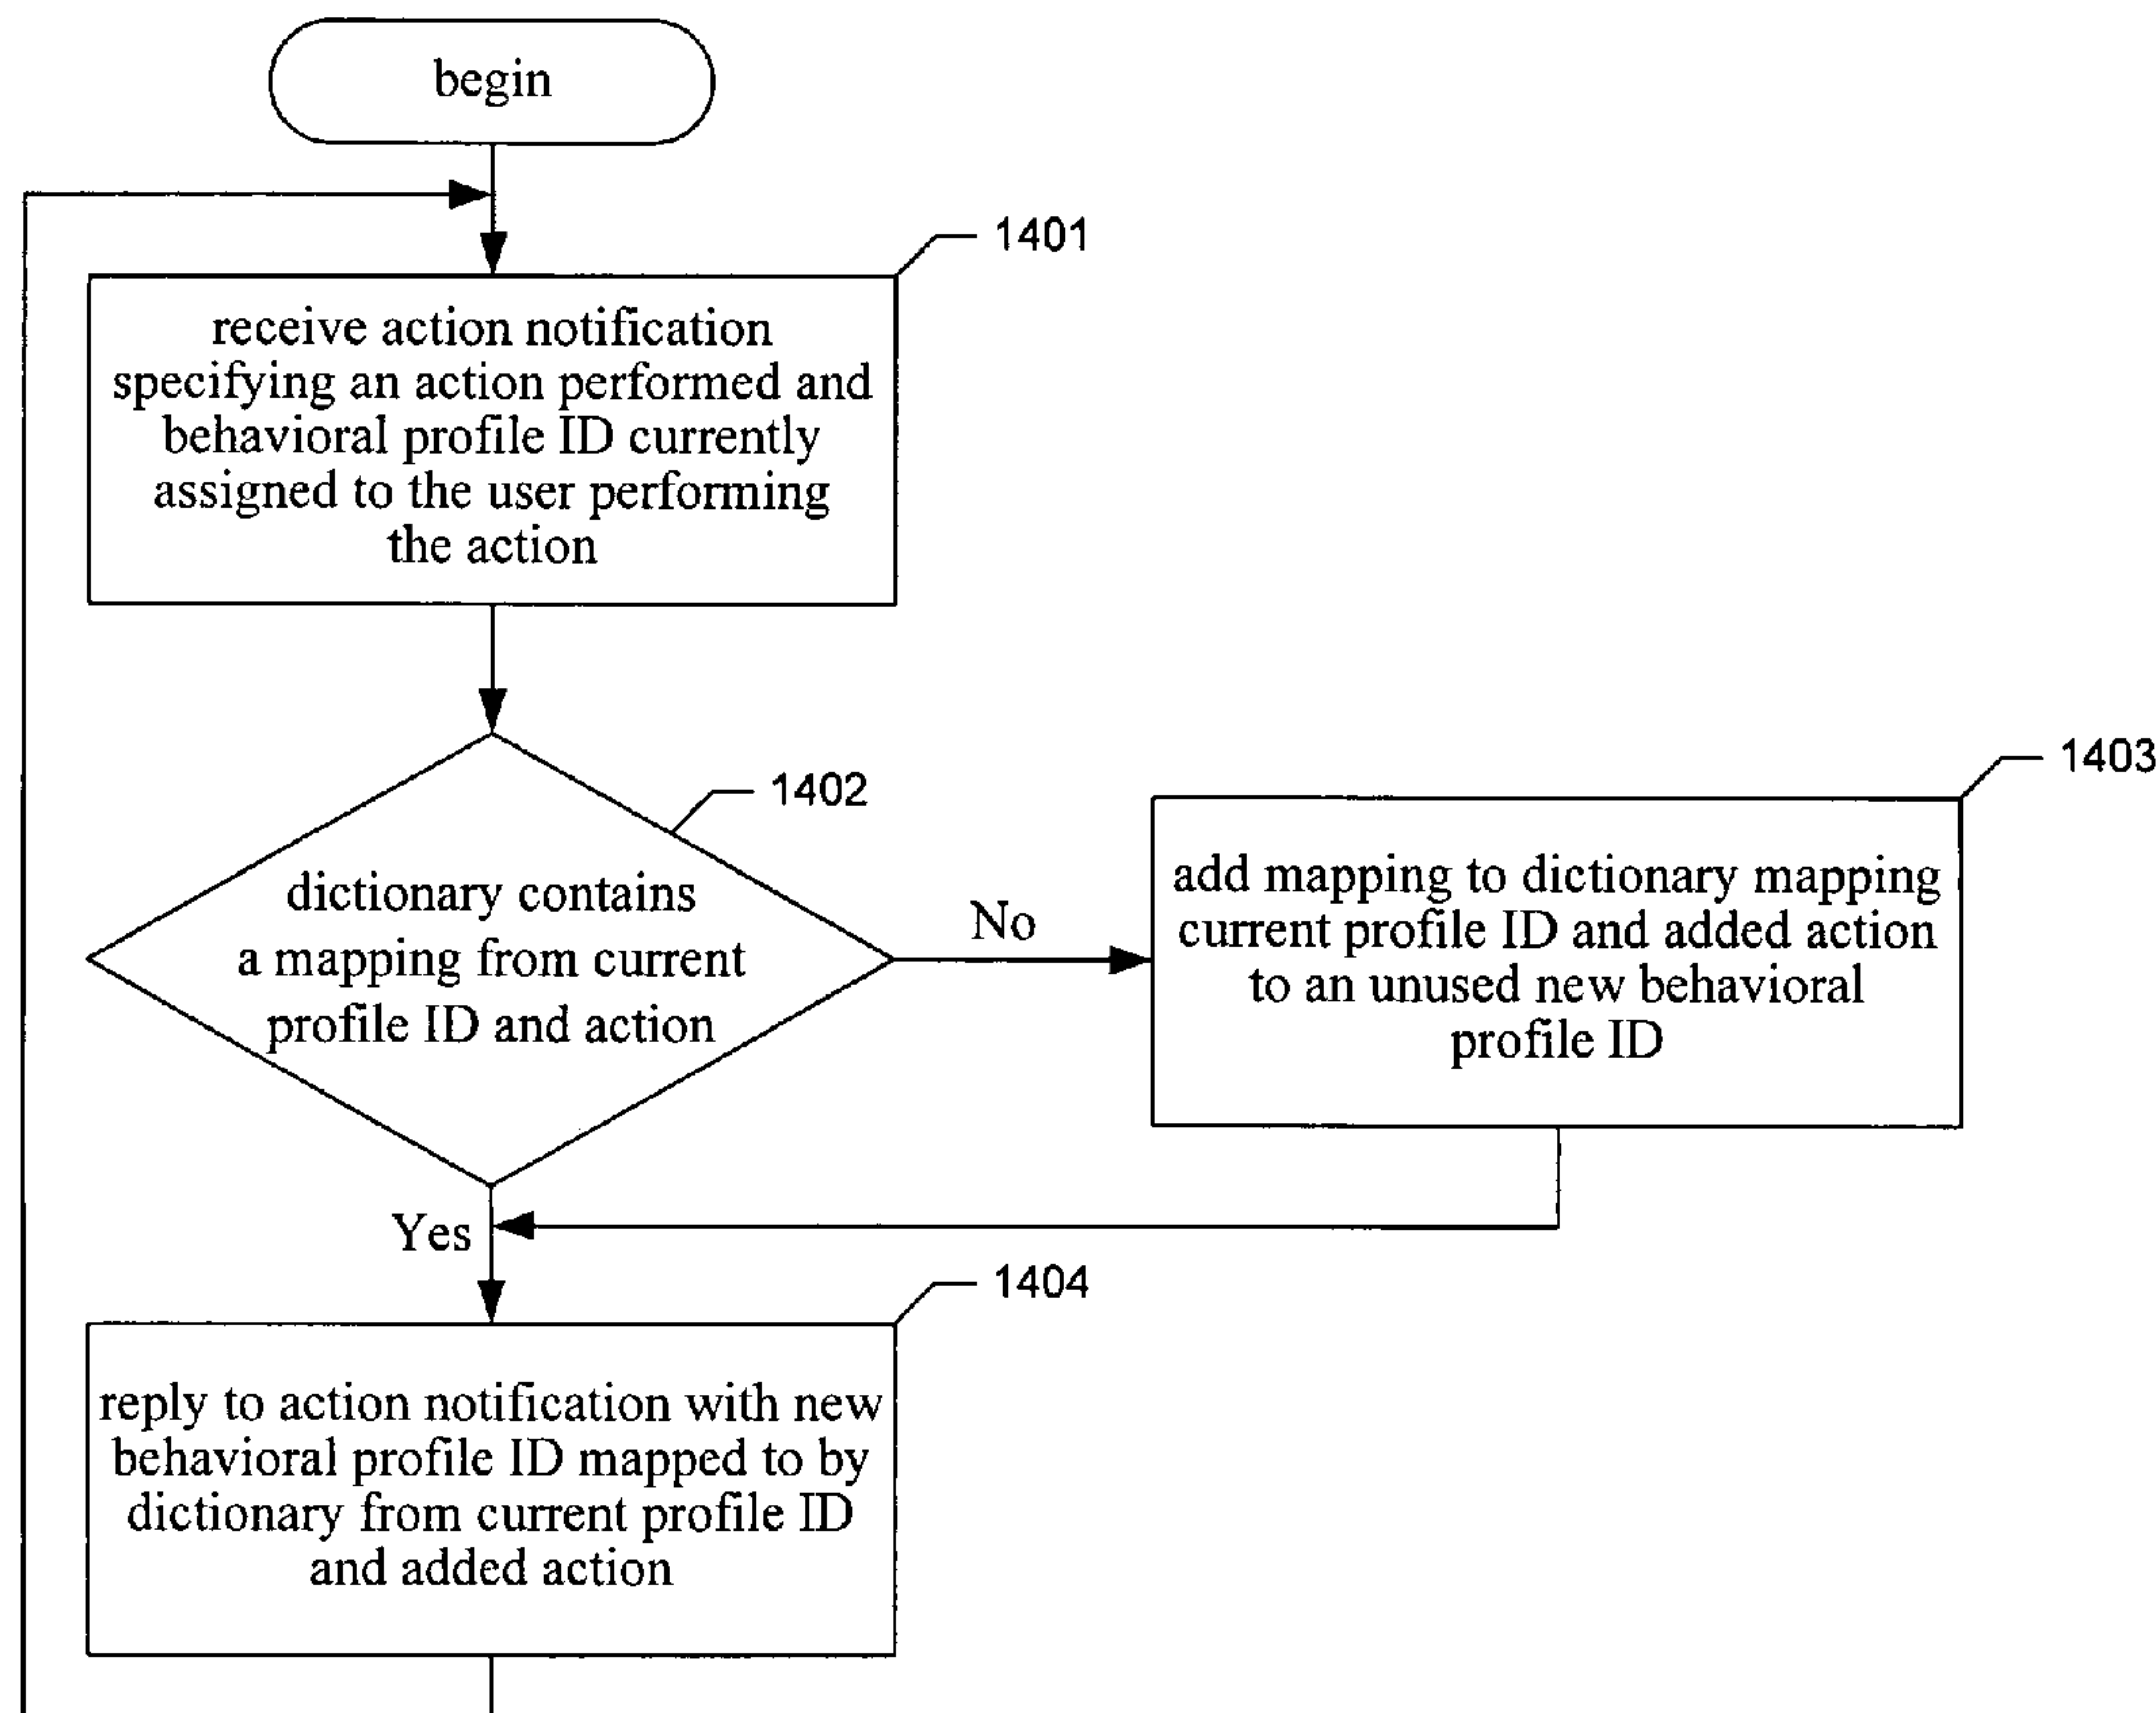 begin
1401
receive action notification
specifying an action performed and
behavioral profile ID currently
assigned to the user performing
the action
1402
dictionary contains
a mapping from current
profile ID and action
No
1403
add mapping to dictionary mapping
current profile ID and added action
to an unused new behavioral
profile ID
Yes
1404
reply to action notification with new
behavioral profile ID mapped to by
dictionary from current profile ID
and added action